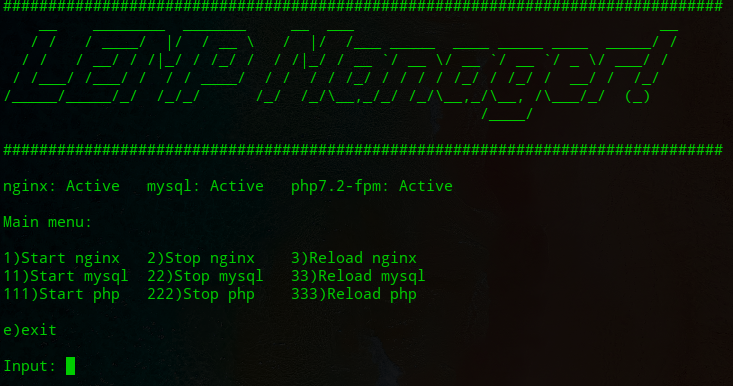 ################################################################################
LEMP Manager!
################################################################################
nginx: Active   mysql: Active   php7.2-fpm: Active
Main menu:
1)Start nginx   2)Stop nginx    3)Reload nginx
11)Start mysql  22)Stop mysql   33)Reload mysql
111)Start php   222)Stop php    333)Reload php
e)exit
Input: